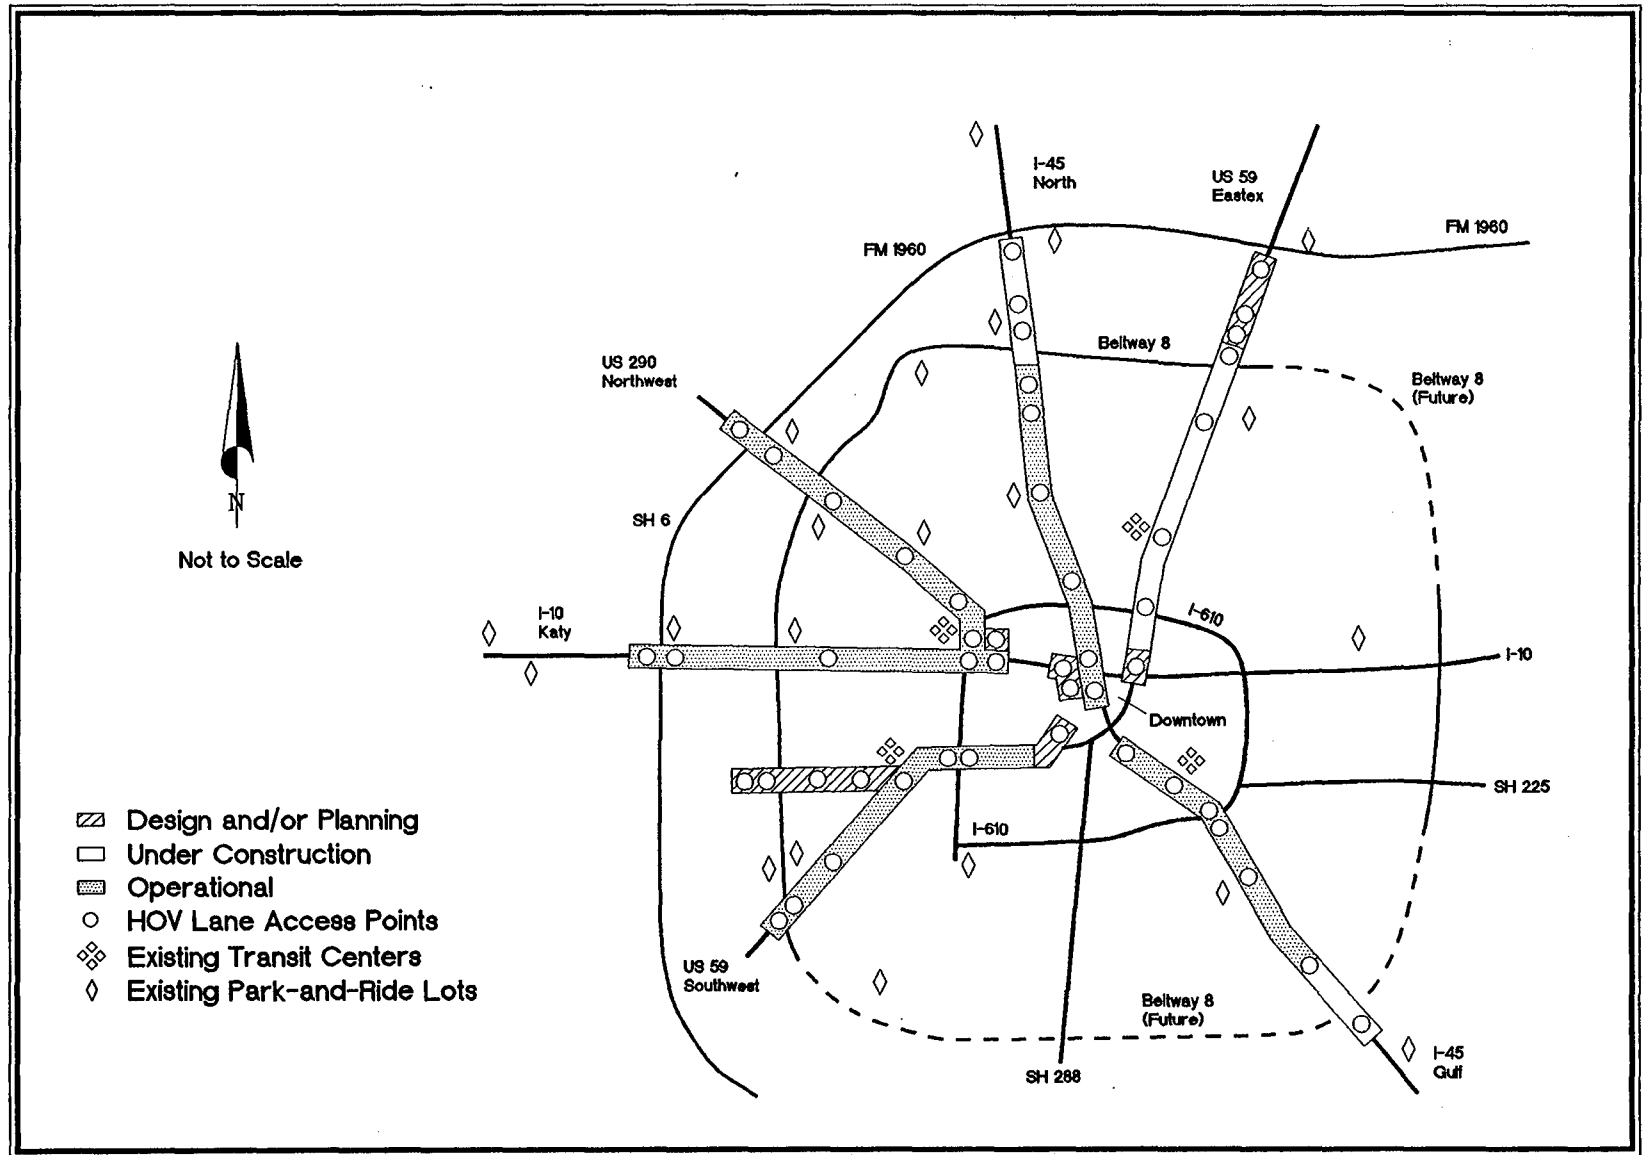 I-45
North
US 59
Eastex
FM 1960
FM 1960
Beltway 8
US 290
Northwest
Beltway 8
(Future)
SH 6
N
Not to Scale
I-10
Katy
I-610
I-10
Downtown
SH 225
I-610
US 59
Southwest
Beltway 8
(Future)
I-45
Gulf
SH 288
Design and/or Planning
Under Construction
Operational
HOV Lane Access Points
Existing Transit Centers
Existing Park-and-Ride Lots